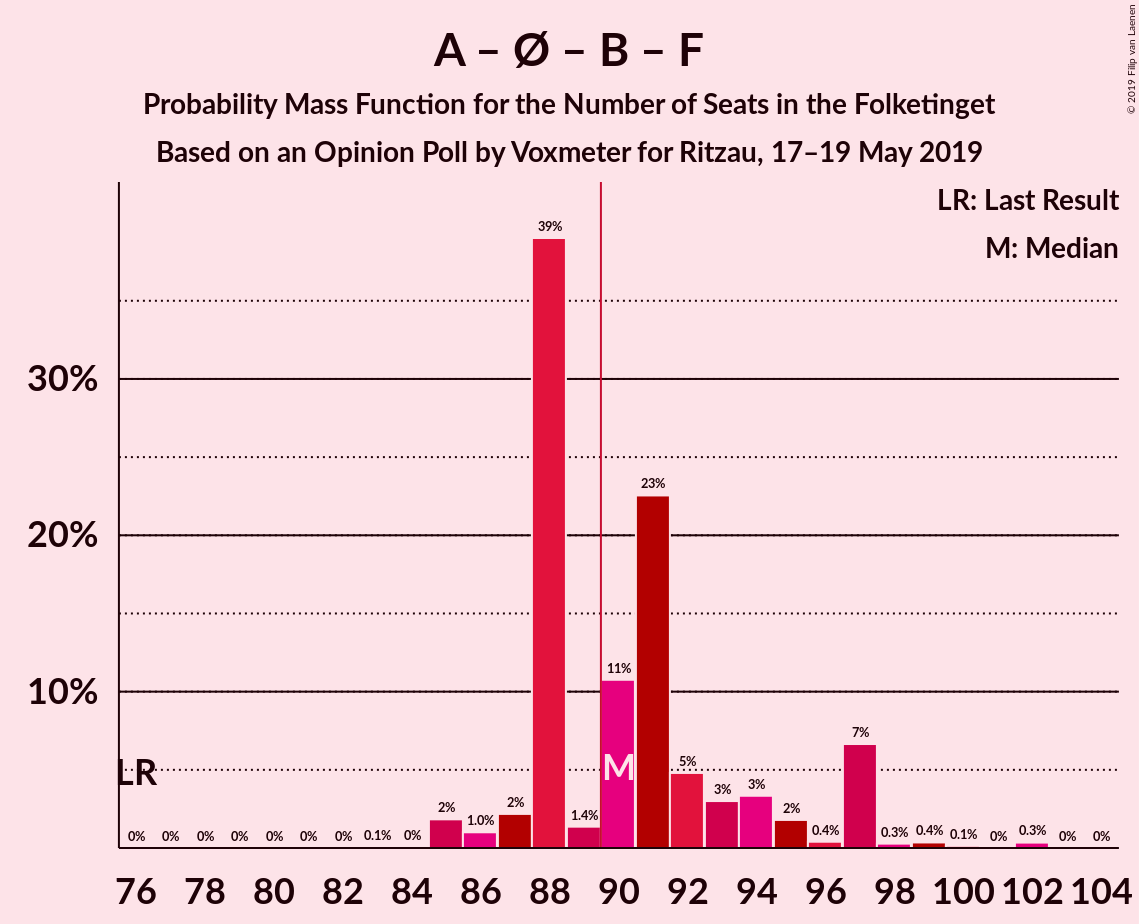 A – Ø – B – F
Probability Mass Function for the Number of Seats in the Folketinget
Based on an Opinion Poll by Voxmeter for Ritzau, 17–19 May 2019
© 2019 Filip van Laenen
LR: Last Result
M: Median
30%
20%
10%
LR
M
0% 0% 0% 0% 0% 0% 0% 0.1% 0% 2% 1.0% 2% 39% 1.4% 11% 23% 5% 3% 3% 2% 0.4% 7% 0.3% 0.4% 0.1% 0% 0.3% 0% 0%
76 78 80 82 84 86 88 90 92 94 96 98 100 102 104